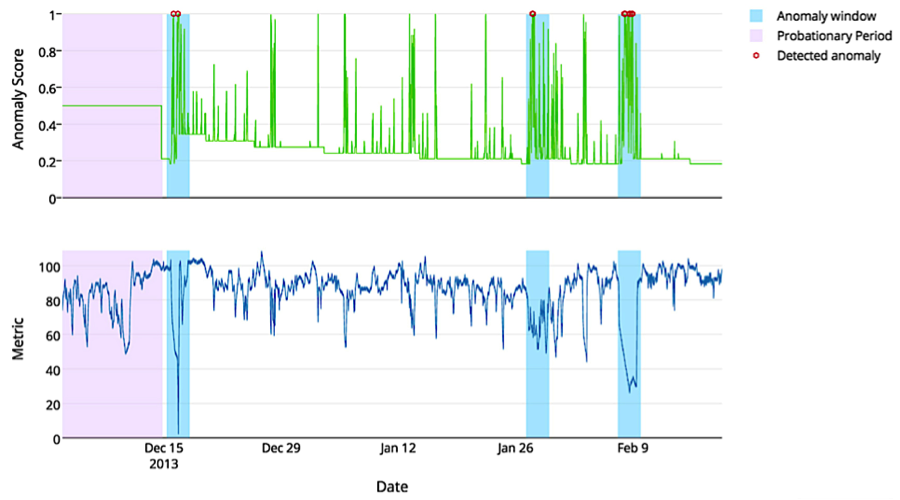 1
0.8
0.6
0.4
0.2
0
Anomaly Score
Anomaly window
Probationary Period
Detected anomaly
100
80
60
40
20
0
Metric
Dec 15
2013
Dec 29
Jan 12
Jan 26
Feb 9
Date